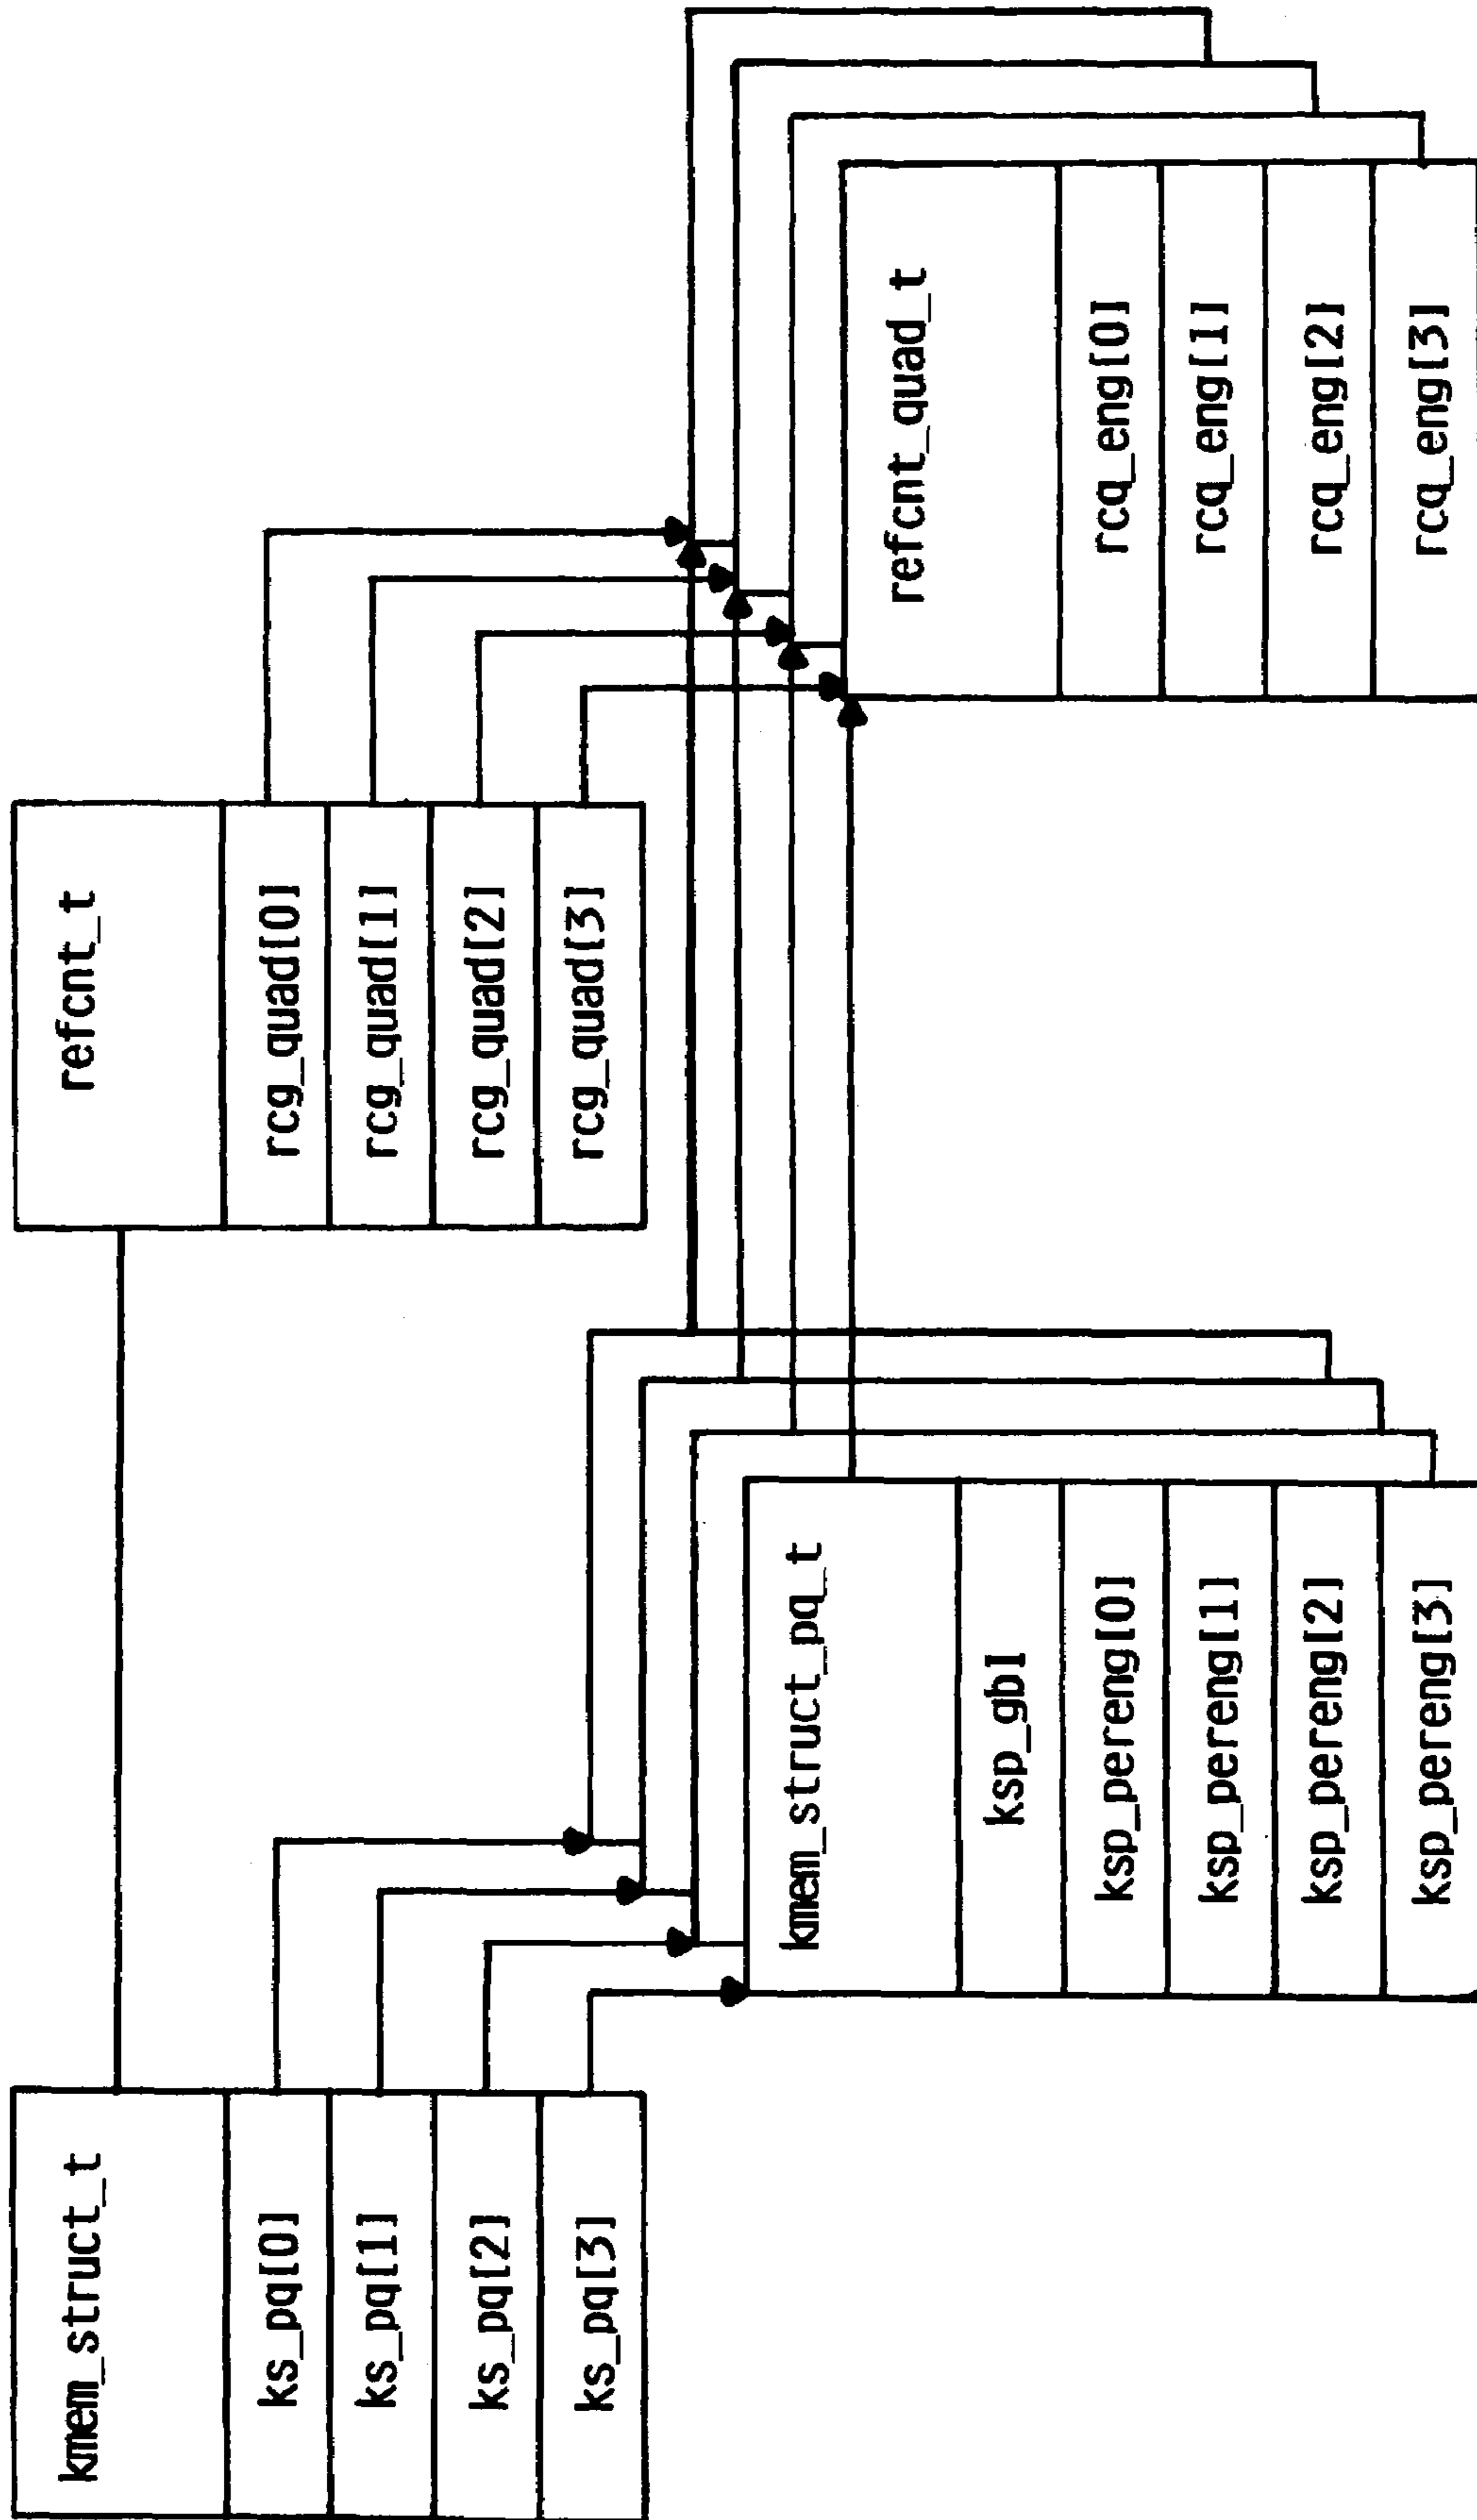 kmem_struct_t
ks_pq[0]
ks_pq[1]
ks_pq[2]
ks_pq[3]
refcnt_t
rcg_quad[0]
rcg_quad[1]
rcg_quad[2]
rcg_quad[3]
kmem_struct_pq_t
ksp_gbl
ksp_pereng[0]
ksp_pereng[1]
ksp_pereng[2]
ksp_pereng[3]
refcnt_quad_t
rcq_eng[0]
rcq_eng[1]
rcq_eng[2]
rcq_eng[3]